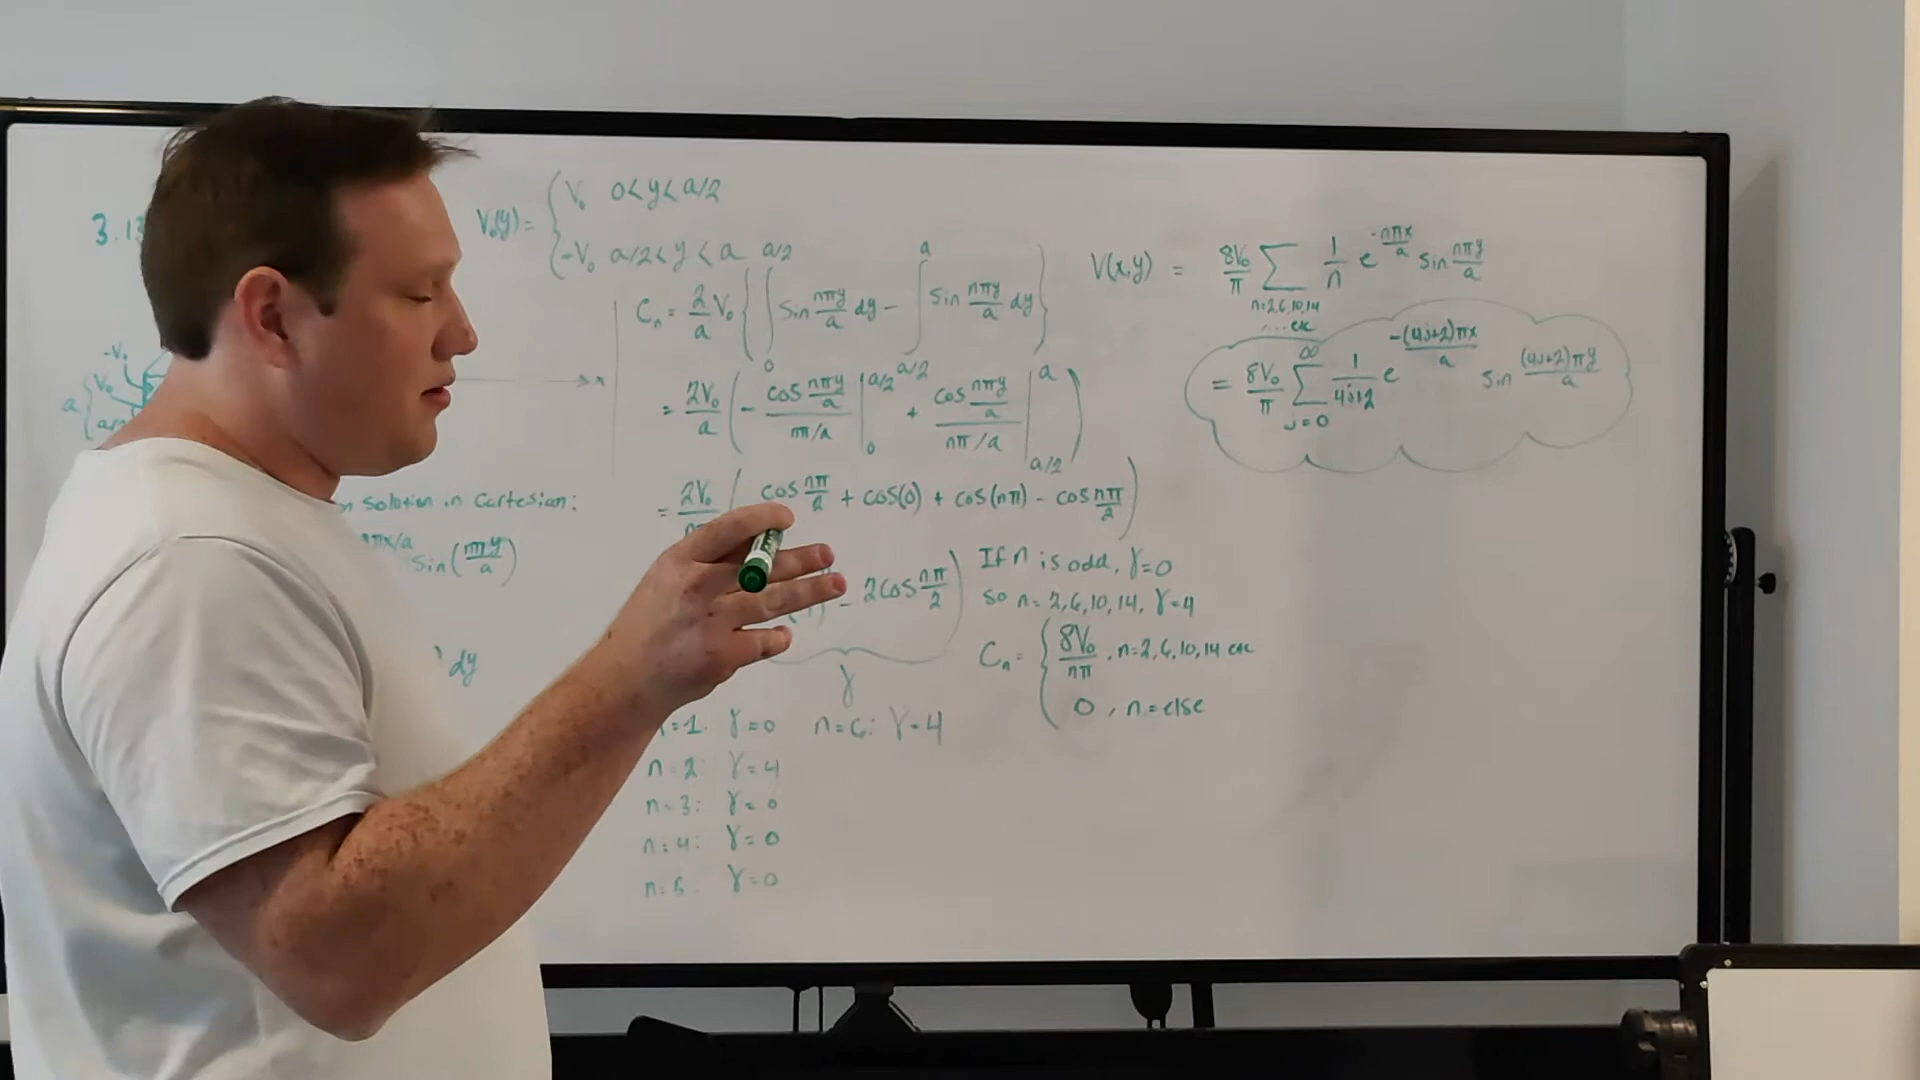 3.13
V₀(y) = { V₀ 0<y<a/2
-V₀ a/2<y<a
-V₀
V₀
a
a/2
x
n solution in Cartesian:
nπx/a sin(nπy/a)
dy
Cₙ = 2/a V₀ { ∫₀^{a/2} sin nπy/a dy - ∫_{a/2}^{a} sin nπy/a dy }
= 2V₀/a ( - cos nπy/a / nπ/a |₀^{a/2} + cos nπy/a / nπ/a |_{a/2}^{a} )
= 2V₀ ( cos nπ/2 + cos(0) + cos(nπ) - cos nπ/2 )
- 2cos nπ/2 )
γ
n=1. γ=0 n=6: γ=4
n=2: γ=4
n=3: γ=0
n=4: γ=0
n=5. γ=0
If n is odd, γ=0
So n=2,6,10,14, γ=4
Cₙ = { 8V₀/nπ , n=2,6,10,14 etc
0 , n=else
V(x,y) = 8V₀/π Σ_{n=2,6,10,14 ...etc} 1/n e^{-nπx/a} sin nπy/a
= 8V₀/π Σ_{j=0}^{∞} 1/4j+2 e^{-(4j+2)πx/a} sin (4j+2)πy/a